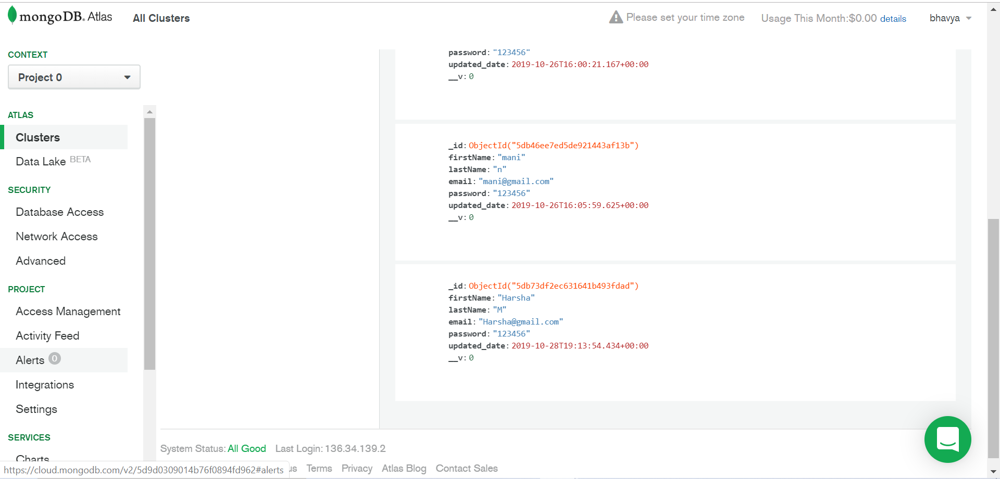 mongoDB. Atlas
All Clusters
Please set your time zone
Usage This Month:$0.00 details
bhavya
CONTEXT
Project 0
ATLAS
Clusters
Data Lake BETA
SECURITY
Database Access
Network Access
Advanced
PROJECT
Access Management
Activity Feed
Alerts 0
Integrations
Settings
SERVICES
Charts
password: "123456"
updated_date: 2019-10-26T16:00:21.167+00:00
__v: 0
_id: ObjectId("5db46ee7ed5de921443af13b")
firstName: "mani"
lastName: "n"
email: "mani@gmail.com"
password: "123456"
updated_date: 2019-10-26T16:05:59.625+00:00
__v: 0
_id: ObjectId("5db73df2ec631641b493fdad")
firstName: "Harsha"
lastName: "M"
email: "Harsha@gmail.com"
password: "123456"
updated_date: 2019-10-28T19:13:54.434+00:00
__v: 0
System Status: All Good Last Login: 136.34.139.2
us Terms Privacy Atlas Blog Contact Sales
https://cloud.mongodb.com/v2/5d9d0309014b76f0894fd962#alerts